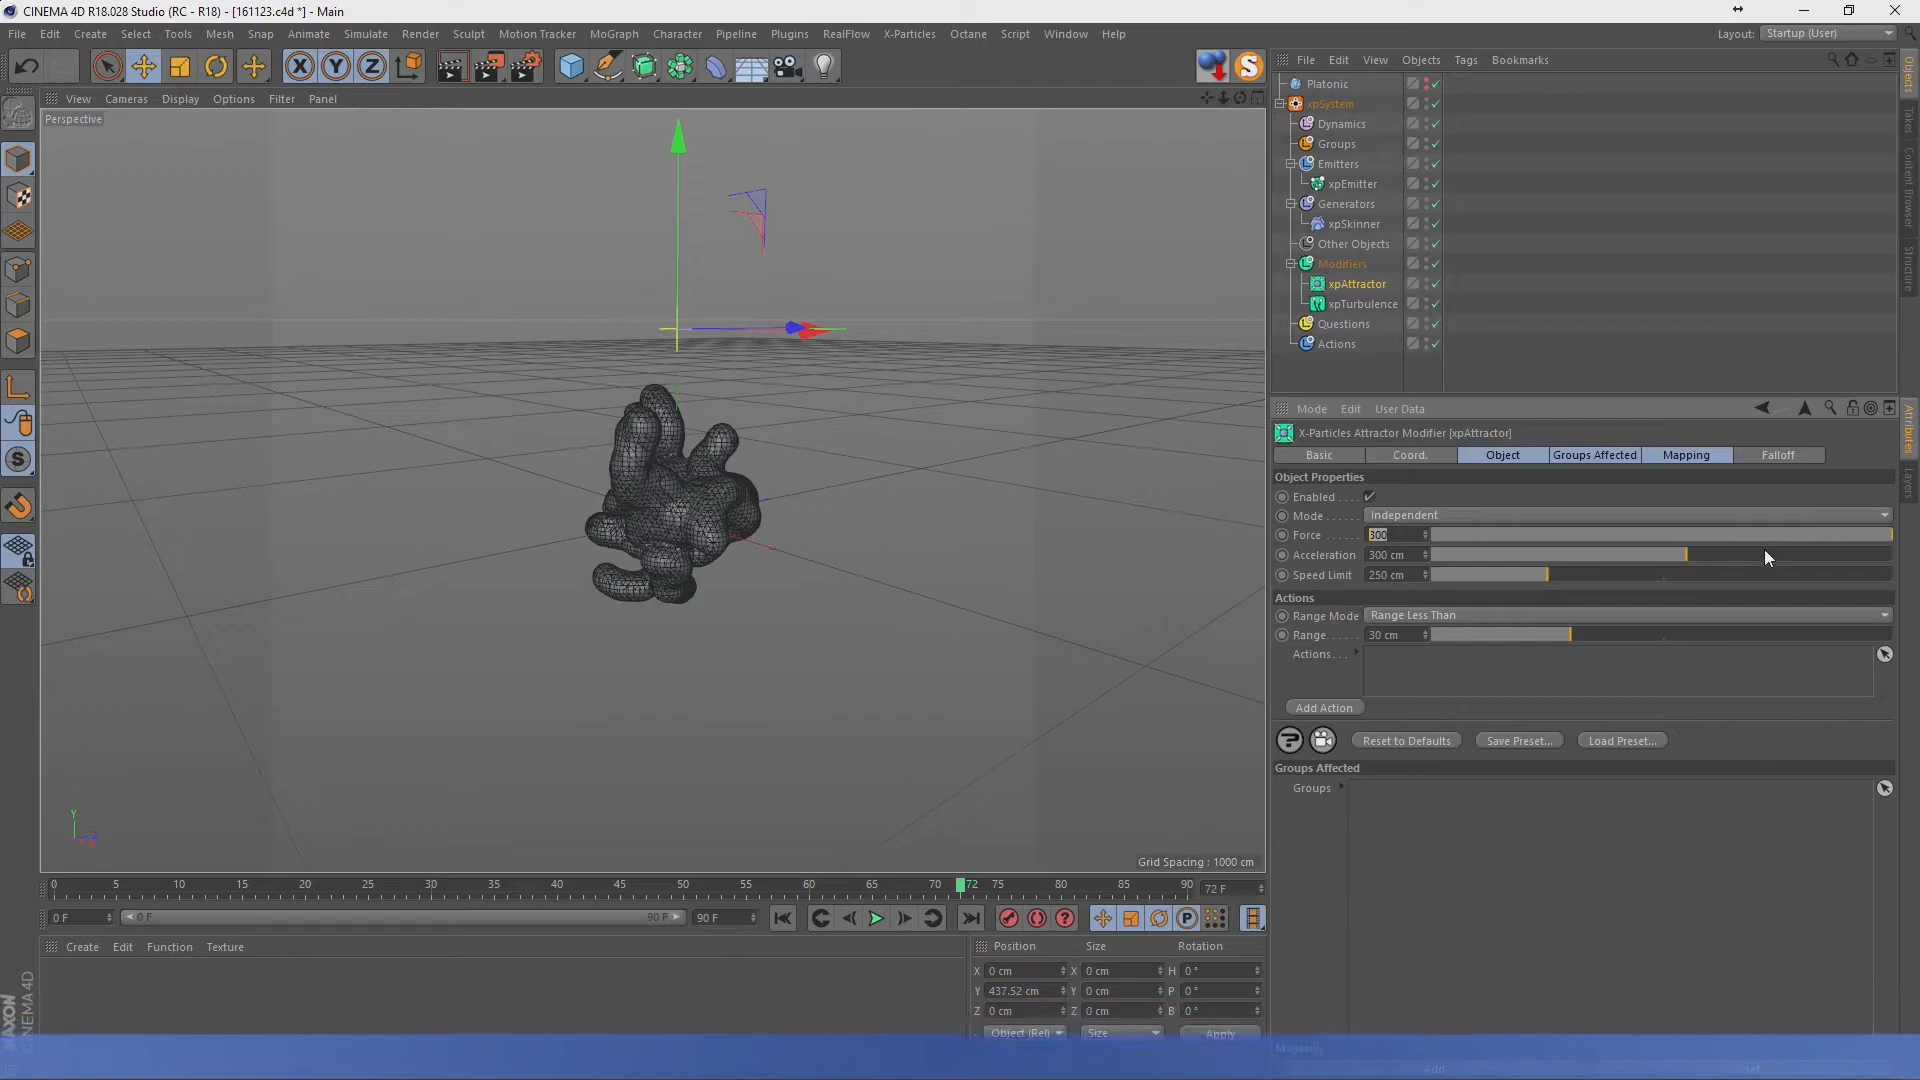 CINEMA 4D R18.028 Studio (RC - R18) - [161123.c4d *] - Main
File Edit Create Select Tools Mesh Snap Animate Simulate Render Sculpt Motion Tracker MoGraph Character Pipeline Plugins RealFlow X-Particles Octane Script Window Help
Layout: Startup (User)
X Y Z
S
File Edit View Objects Tags Bookmarks
View Cameras Display Options Filter Panel
Perspective
Platonic
xpSystem
Dynamics
Groups
Emitters
xpEmitter
Generators
xpSkinner
Other Objects
Modifiers
xpAttractor
xpTurbulence
Questions
Actions
Objects
Takes
Content Browser
Structure
Mode Edit User Data
X-Particles Attractor Modifier [xpAttractor]
Basic Coord. Object Groups Affected Mapping Falloff
Object Properties
Enabled . . . .
Mode . . . . . . Independent
Force . . . . . . 300
Acceleration 300 cm
Speed Limit 250 cm
Actions
Range Mode Range Less Than
Range. . . . . . 30 cm
Actions . . .
Add Action
Reset to Defaults Save Preset... Load Preset...
Groups Affected
Groups
Attributes
Layers
Y
Grid Spacing : 1000 cm
0 5 10 15 20 25 30 35 40 45 50 55 60 65 70 72 75 80 85 90 72 F
0 F 0 F 90 F 90 F
P
Create Edit Function Texture
Position Size Rotation
X 0 cm X 0 cm H 0 °
Y 437.52 cm Y 0 cm P 0 °
Z 0 cm Z 0 cm B 0 °
Object (Rel) Size Apply
MAXON
CINEMA 4D
Mapping
Add